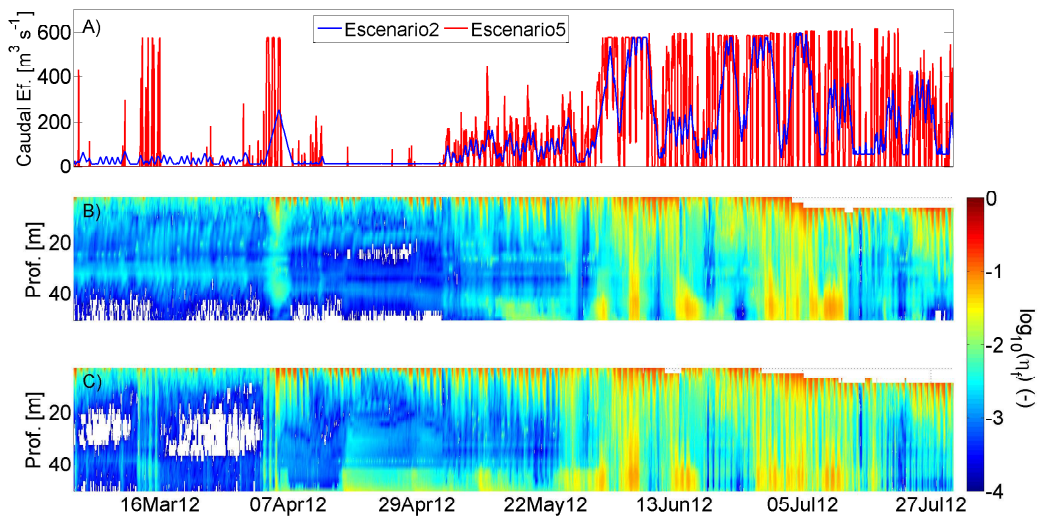 A)
Escenario2 Escenario5
Caudal Ef. [m³ s⁻¹]
600
400
200
0
B)
Prof. [m]
20
40
C)
Prof. [m]
20
40
16Mar12 07Apr12 29Apr12 22May12 13Jun12 05Jul12 27Jul12
0
-1
-2
-3
-4
log₁₀ (ηᵢ) (-)